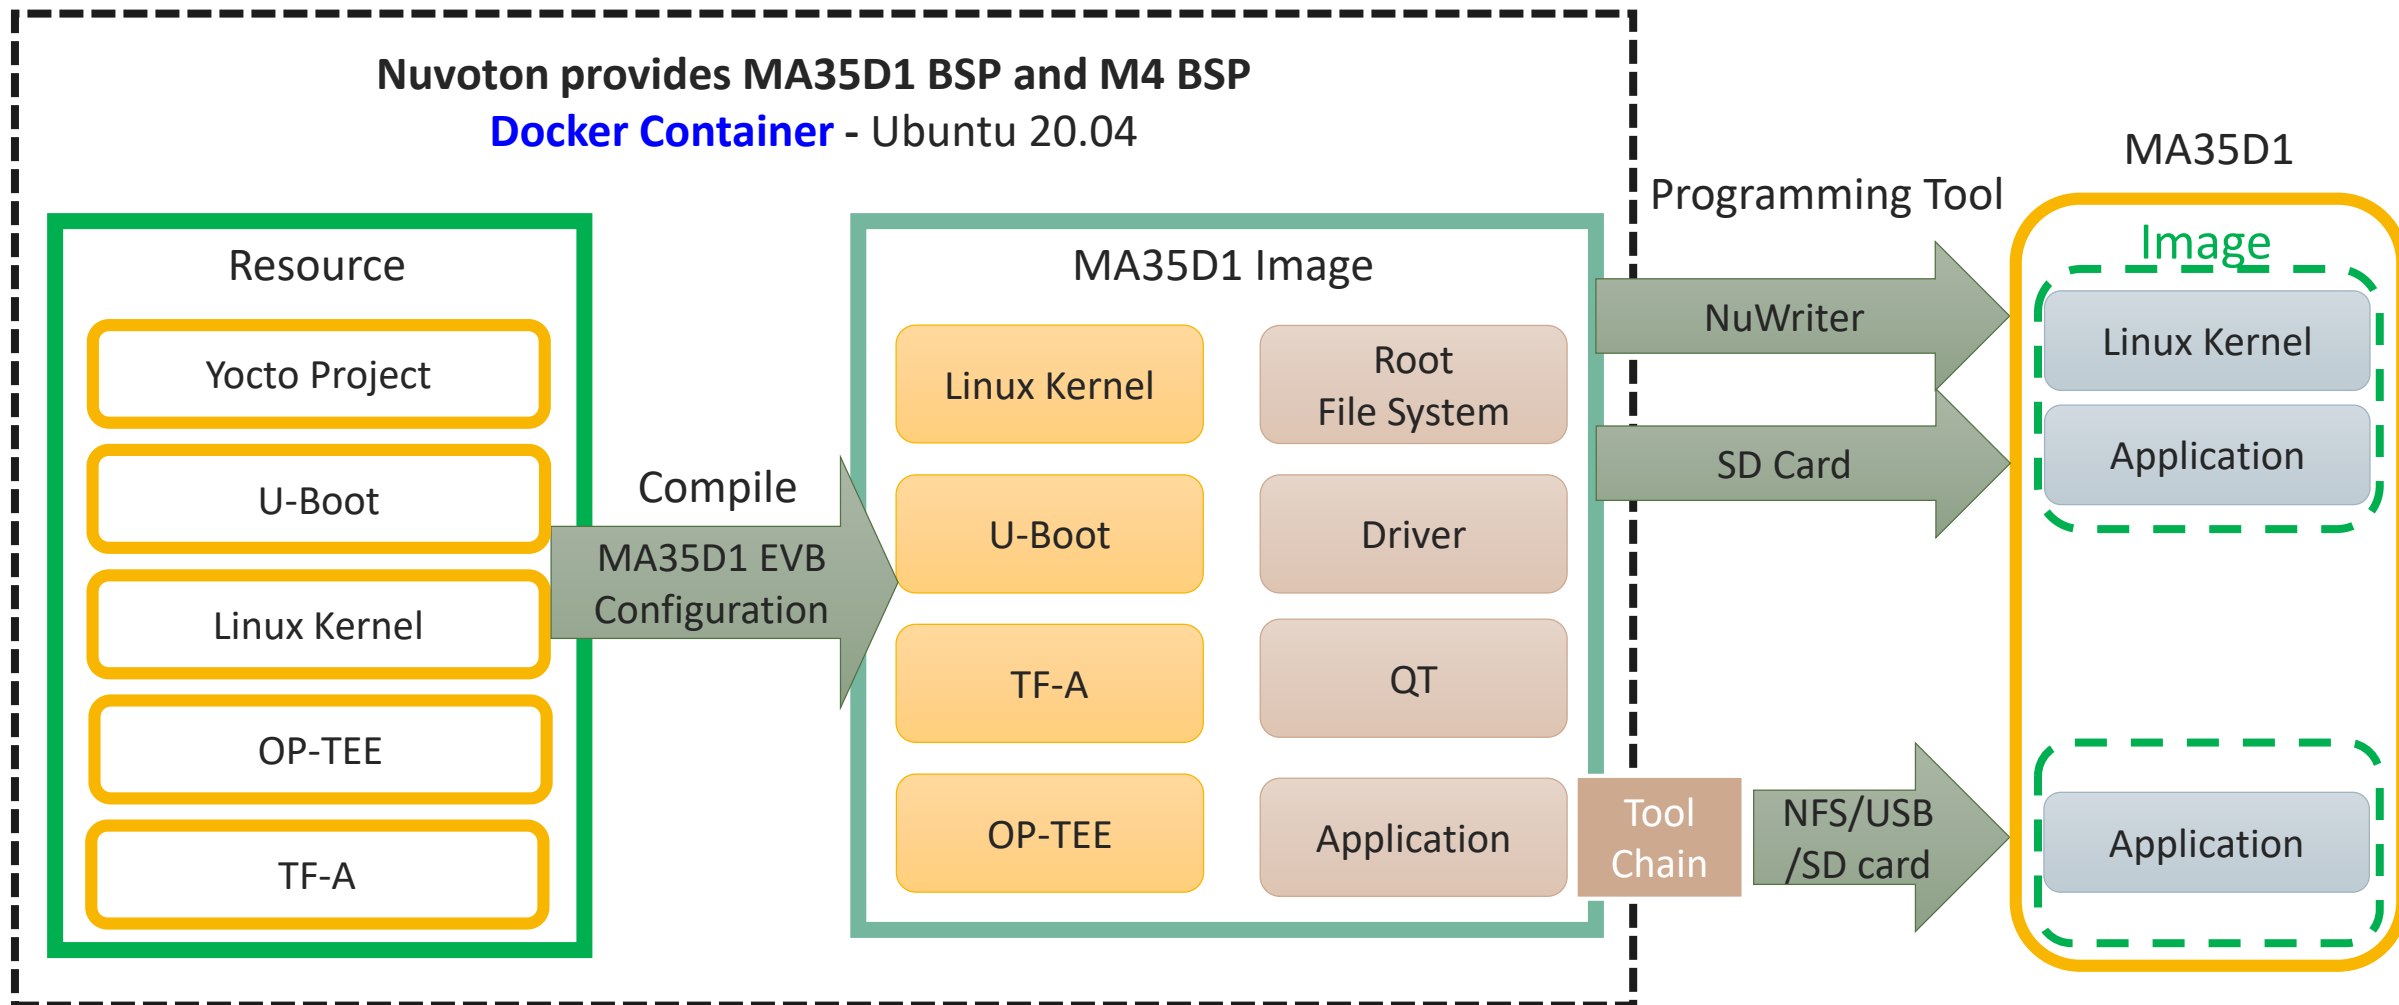 Nuvoton provides MA35D1 BSP and M4 BSP
Docker Container - Ubuntu 20.04
Resource
Yocto Project
U-Boot
Linux Kernel
OP-TEE
TF-A
Compile
MA35D1 EVB
Configuration
MA35D1 Image
Linux Kernel
U-Boot
TF-A
OP-TEE
Root
File System
Driver
QT
Application
Tool
Chain
Programming Tool
NuWriter
SD Card
NFS/USB
/SD card
MA35D1
Image
Linux Kernel
Application
Application